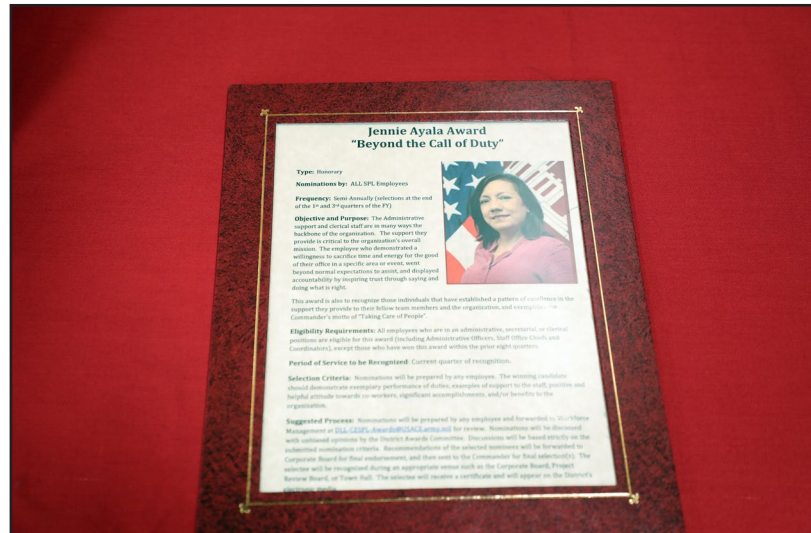 Jennie Ayala Award
“Beyond the Call of Duty”
Type: Honorary
Nominations by: ALL SPL Employees
Frequency: Semi Annually (selections at the end
of the 1st and 3rd quarters of the FY)
Objective and Purpose: The Administrative
support and clerical staff are in many ways the
backbone of the organization. The support they
provide is critical to the organization's overall
mission. The employee who demonstrated a
willingness to sacrifice time and energy for the good
of their office in a specific area or event, went
beyond normal expectations to assist, and displayed
accountability by inspiring trust through saying and
doing what is right.
This award is also to recognize those individuals that have established a pattern of excellence in the
support they provide to their fellow team members and the organization, and exemplifies the
Commander's motto of "Taking Care of People".
Eligibility Requirements: All employees who are in an administrative, secretarial, or clerical
positions are eligible for this award (including Administrative Officers, Staff Office Chiefs and
Coordinators), except those who have won this award within the prior eight quarters.
Period of Service to be Recognized: Current quarter of recognition.
Selection Criteria: Nominations will be prepared by any employee. The winning candidate
should demonstrate exemplary performance of duties, examples of support to the staff, positive and
helpful attitude towards co-workers, significant accomplishments, and/or benefits to the
organization.
Suggested Process: Nominations will be prepared by any employee and forwarded to Workforce
Management at DLL-CESPL-Awards@USACE.army.mil for review. Nominations will be discussed
with unbiased opinions by the District Awards Committee. Discussions will be based strictly on the
submitted nomination criteria. Recommendations of the selected nominees will be forwarded to
Corporate Board for final endorsement, and then sent to the Commander for final selection(s). The
selectee will be recognized during an appropriate venue such as the Corporate Board, Project
Review Board, or Town Hall. The selectee will receive a certificate and will appear on the District's
electronic media.